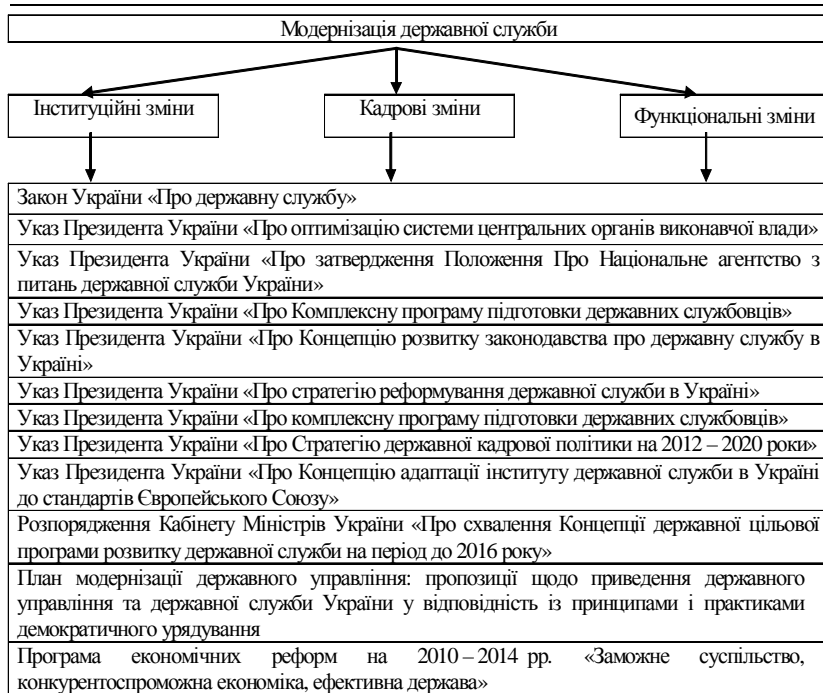 Модернізація державної служби
Інституційні зміни
Кадрові зміни
Функціональні зміни
Закон України «Про державну службу»
Указ Президента України «Про оптимізацію системи центральних органів виконавчої влади»
Указ Президента України «Про затвердження Положення Про Національне агентство з
питань державної служби України»
Указ Президента України «Про Комплексну програму підготовки державних службовців»
Указ Президента України «Про Концепцію розвитку законодавства про державну службу в
Україні»
Указ Президента України «Про стратегію реформування державної служби в Україні»
Указ Президента України «Про комплексну програму підготовки державних службовців»
Указ Президента України «Про Стратегію державної кадрової політики на 2012 – 2020 роки»
Указ Президента України «Про Концепцію адаптації інституту державної служби в Україні
до стандартів Європейського Союзу»
Розпорядження Кабінету Міністрів України «Про схвалення Концепції державної цільової
програми розвитку державної служби на період до 2016 року»
План модернізації державного управління: пропозиції щодо приведення державного
управління та державної служби України у відповідність із принципами і практиками
демократичного урядування
Програма економічних реформ на 2010 – 2014 рр. «Заможне суспільство,
конкурентоспроможна економіка, ефективна держава»